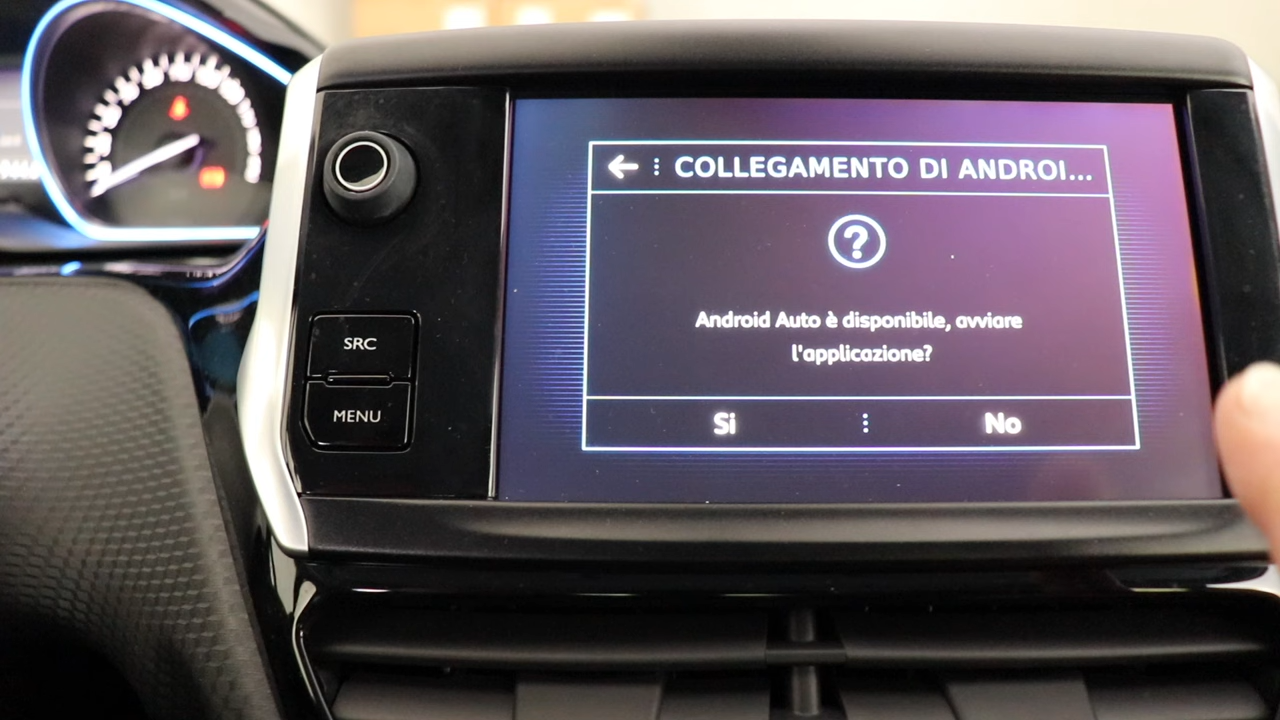 COLLEGAMENTO DI ANDROI...
Android Auto è disponibile, avviare
l'applicazione?
Si
No
SRC
MENU